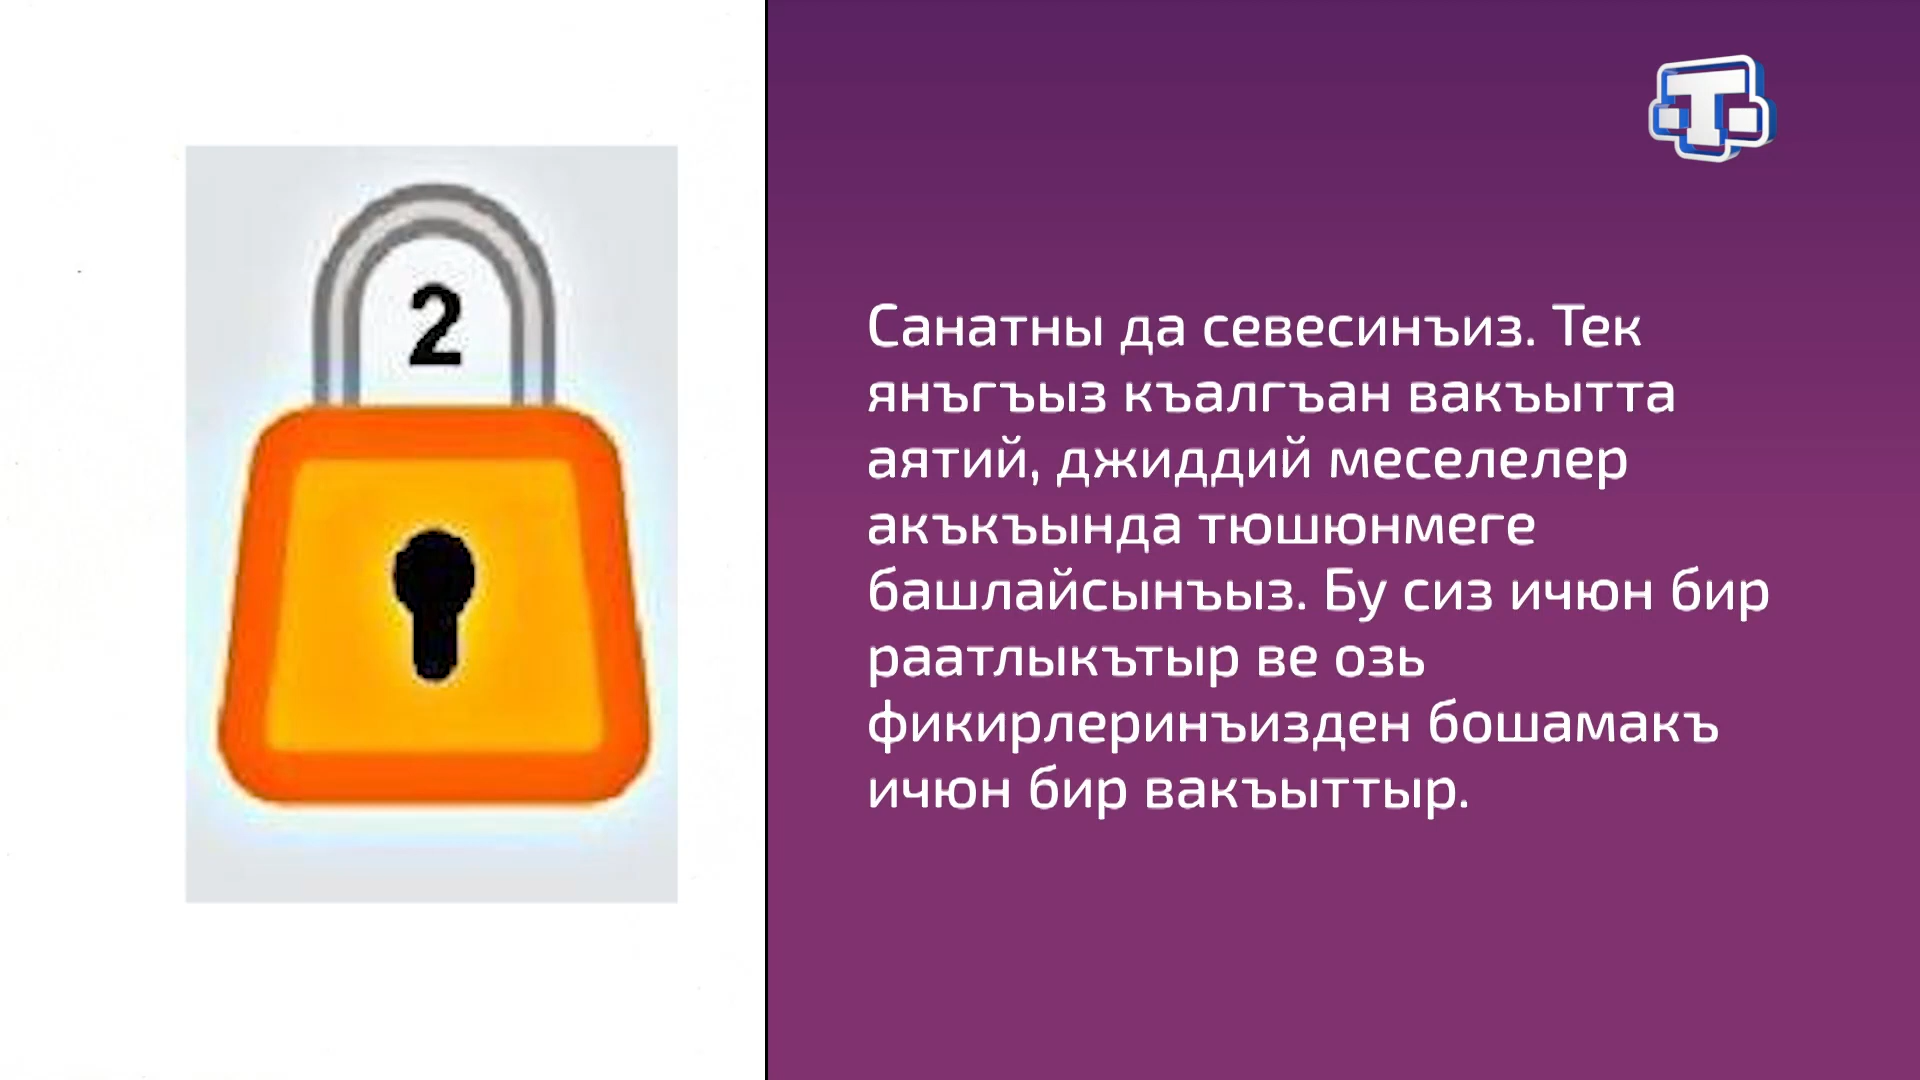 2
Санатны да севесинъиз. Тек
янъгъыз къалгъан вакъытта
аятий, джиддий меселелер
акъкъында тюшюнмеге
башлайсынъыз. Бу сиз ичюн бир
раатлыкътыр ве озь
фикирлеринъизден бошамакъ
ичюн бир вакъыттыр.
Т